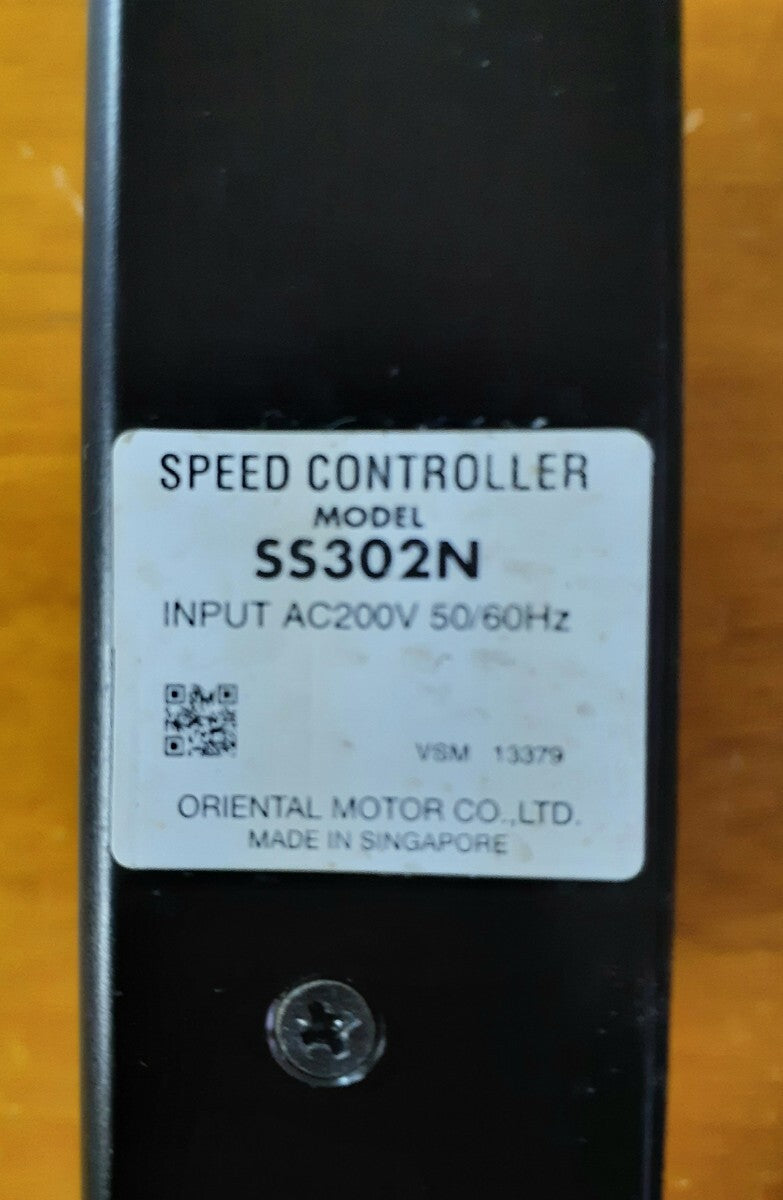 SPEED CONTROLLER
MODEL
SS302N
INPUT AC200V 50/60Hz
VSM 13379
ORIENTAL MOTOR CO.,LTD.
MADE IN SINGAPORE